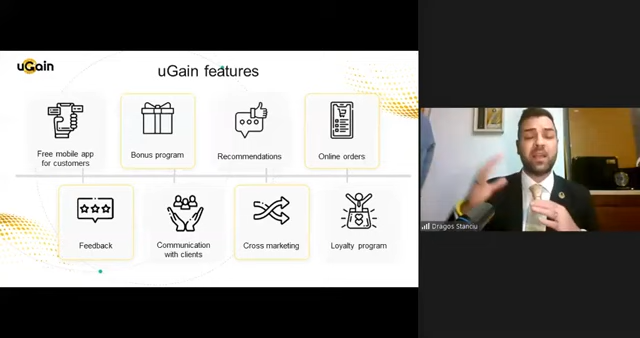 uGain
uGain features
Free mobile app
for customers
Bonus program
Recommendations
Online orders
Feedback
Communication
with clients
Cross marketing
Loyalty program
Dragos Stanciu